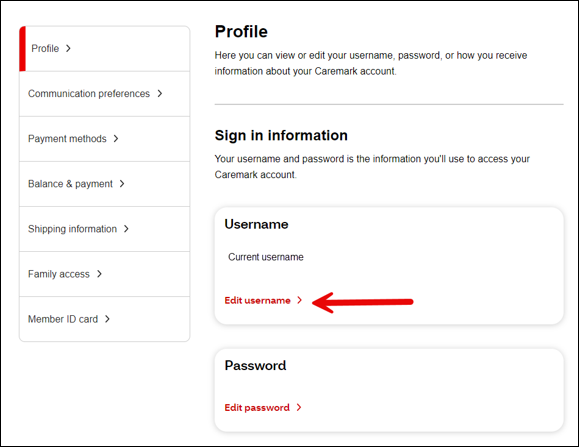 Profile
Communication preferences
Payment methods
Balance & payment
Shipping information
Family access
Member ID card
Profile
Here you can view or edit your username, password, or how you receive
information about your Caremark account.
Sign in information
Your username and password is the information you'll use to access your
Caremark account.
Username
Current username
Edit username
Password
Edit password